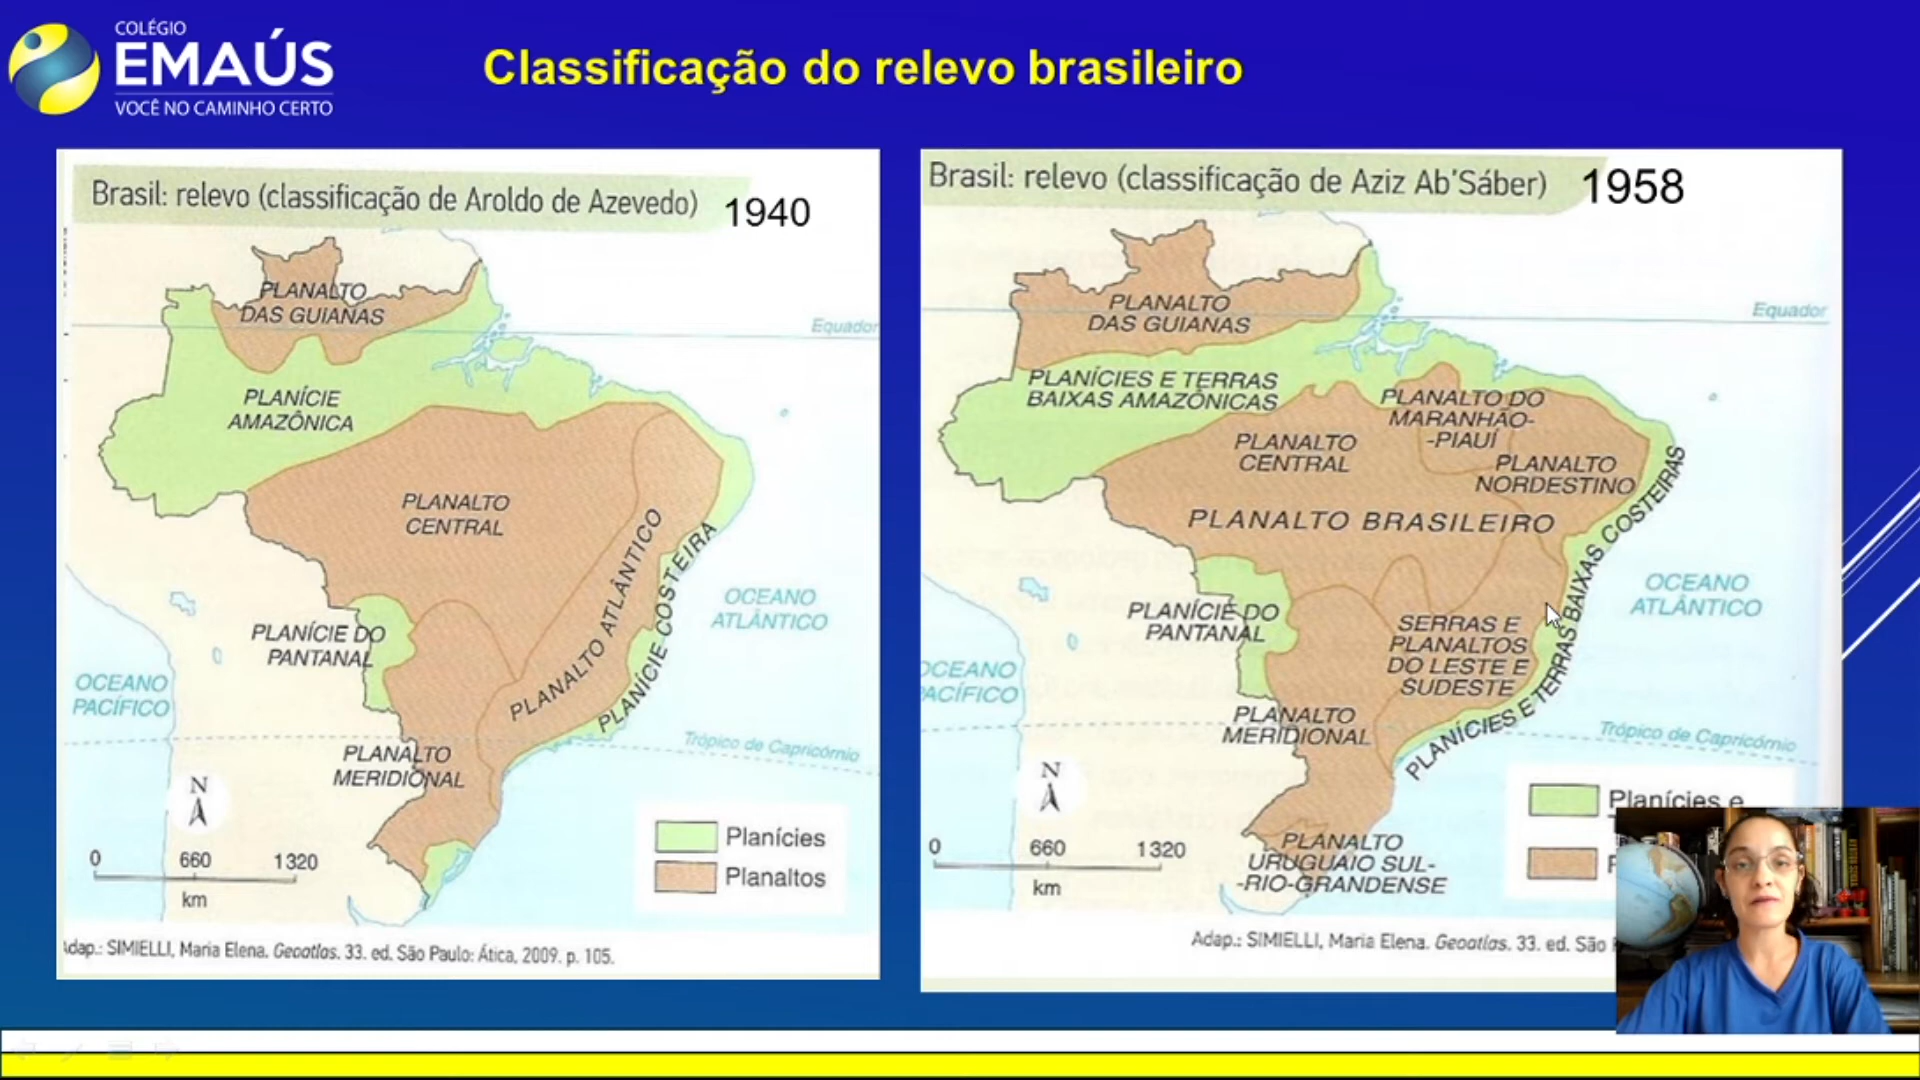 COLÉGIO
EMAÚS
VOCÊ NO CAMINHO CERTO
Classificação do relevo brasileiro
Brasil: relevo (classificação de Aroldo de Azevedo)
1940
PLANALTO
DAS GUIANAS
Equador
PLANÍCIE
AMAZÔNICA
PLANALTO
CENTRAL
PLANALTO ATLÂNTICO
PLANÍCIE COSTEIRA
OCEANO
ATLÂNTICO
PLANÍCIE DO
PANTANAL
OCEANO
PACÍFICO
Trópico de Capricórnio
PLANALTO
MERIDIONAL
N
0 660 1320
km
Planícies
Planaltos
Adap.: SIMIELLI, Maria Elena. Geoatlas. 33. ed. São Paulo: Ática, 2009. p. 105.
Brasil: relevo (classificação de Aziz Ab'Sáber)
1958
PLANALTO
DAS GUIANAS
Equador
PLANÍCIES E TERRAS
BAIXAS AMAZÔNICAS
PLANALTO DO
MARANHÃO-
-PIAUÍ
PLANALTO
CENTRAL
PLANALTO
NORDESTINO
PLANALTO BRASILEIRO
PLANÍCIES E TERRAS BAIXAS COSTEIRAS
OCEANO
ATLÂNTICO
PLANÍCIE DO
PANTANAL
SERRAS E
PLANALTOS
DO LESTE E
SUDESTE
OCEANO
PACÍFICO
PLANALTO
MERIDIONAL
Trópico de Capricórnio
N
0 660 1320
km
PLANALTO
URUGUAIO SUL-
-RIO-GRANDENSE
Planícies e
Adap.: SIMIELLI, Maria Elena. Geoatlas. 33. ed. São